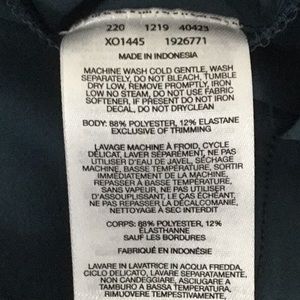 220 1219 40423
XO1445 1926771
MADE IN INDONESIA
MACHINE WASH COLD GENTLE, WASH
SEPARATELY, DO NOT BLEACH, TUMBLE
DRY LOW, REMOVE PROMPTLY, IRON
LOW NO STEAM, DO NOT USE FABRIC
SOFTENER, IF PRESENT DO NOT IRON
DECAL, DO NOT DRYCLEAN
BODY: 88% POLYESTER, 12% ELASTANE
EXCLUSIVE OF TRIMMING
LAVAGE MACHINE À FROID, CYCLE
DÉLICAT, LAVER SÉPARÉMENT, NE PAS
UTILISER D'EAU DE JAVEL, SÉCHAGE
MACHINE BASSE TEMPÉRATURE, SORTIR
IMMÉDIATEMENT DE LA MACHINE,
REPASSER À BASSE TEMPÉRATURE,
SANS VAPEUR, NE PAS UTILISER
D'ASSOUPLISSANT, LE CAS ÉCHÉANT,
NE PAS REPASSER LA DÉCALCOMANIE,
NETTOYAGE À SEC INTERDIT
CORPS: 88% POLYESTER, 12%
ÉLASTHANNE
SAUF LES BORDURES
FABRIQUÉ EN INDONÉSIE
LAVARE IN LAVATRICE IN ACQUA FREDDA,
CICLO DELICATO, LAVARE SEPARATAMENTE,
NON CANDEGGIARE, ASCIUGARE A
TAMBURO A BASSA TEMPERATURA,
RIMUOVERE TEMPESTIVAMENTE,